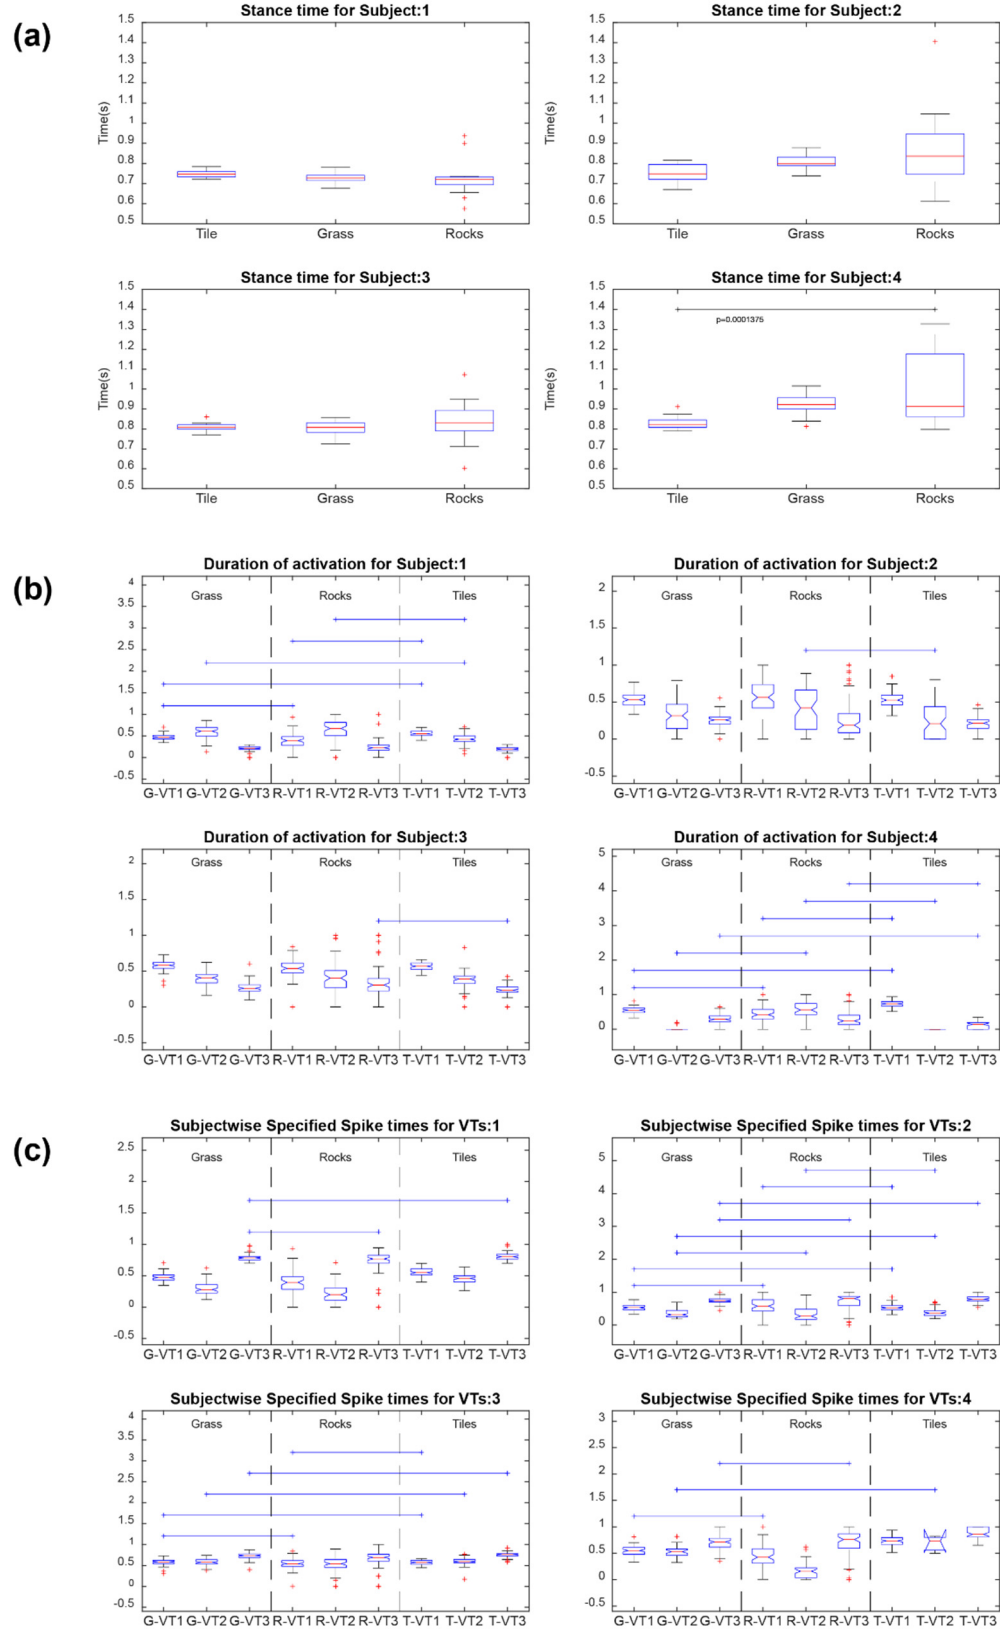 (a)
Stance time for Subject:1
1.5
1.4
1.3
1.2
1.1
1
0.9
0.8
0.7
0.6
0.5
Time(s)
Tile Grass Rocks
Stance time for Subject:2
1.5
1.4
1.3
1.2
1.1
1
0.9
0.8
0.7
0.6
0.5
Time(s)
Tile Grass Rocks
Stance time for Subject:3
1.5
1.4
1.3
1.2
1.1
1
0.9
0.8
0.7
0.6
0.5
Time(s)
Tile Grass Rocks
Stance time for Subject:4
1.5
1.4
1.3
1.2
1.1
1
0.9
0.8
0.7
0.6
0.5
Time(s)
p=0.0001375
Tile Grass Rocks
(b)
Duration of activation for Subject:1
Grass Rocks Tiles
4
3.5
3
2.5
2
1.5
1
0.5
0
-0.5
G-VT1 G-VT2 G-VT3 R-VT1 R-VT2 R-VT3 T-VT1 T-VT2 T-VT3
Duration of activation for Subject:2
Grass Rocks Tiles
2
1.5
1
0.5
0
-0.5
G-VT1 G-VT2 G-VT3 R-VT1 R-VT2 R-VT3 T-VT1 T-VT2 T-VT3
Duration of activation for Subject:3
Grass Rocks Tiles
2
1.5
1
0.5
0
-0.5
G-VT1 G-VT2 G-VT3 R-VT1 R-VT2 R-VT3 T-VT1 T-VT2 T-VT3
Duration of activation for Subject:4
Grass Rocks Tiles
5
4
3
2
1
0
G-VT1 G-VT2 G-VT3 R-VT1 R-VT2 R-VT3 T-VT1 T-VT2 T-VT3
(c)
Subjectwise Specified Spike times for VTs:1
Grass Rocks Tiles
2.5
2
1.5
1
0.5
0
-0.5
G-VT1 G-VT2 G-VT3 R-VT1 R-VT2 R-VT3 T-VT1 T-VT2 T-VT3
Subjectwise Specified Spike times for VTs:2
Grass Rocks Tiles
5
4
3
2
1
0
G-VT1 G-VT2 G-VT3 R-VT1 R-VT2 R-VT3 T-VT1 T-VT2 T-VT3
Subjectwise Specified Spike times for VTs:3
Grass Rocks Tiles
4
3.5
3
2.5
2
1.5
1
0.5
0
-0.5
G-VT1 G-VT2 G-VT3 R-VT1 R-VT2 R-VT3 T-VT1 T-VT2 T-VT3
Subjectwise Specified Spike times for VTs:4
Grass Rocks Tiles
3
2.5
2
1.5
1
0.5
0
-0.5
G-VT1 G-VT2 G-VT3 R-VT1 R-VT2 R-VT3 T-VT1 T-VT2 T-VT3